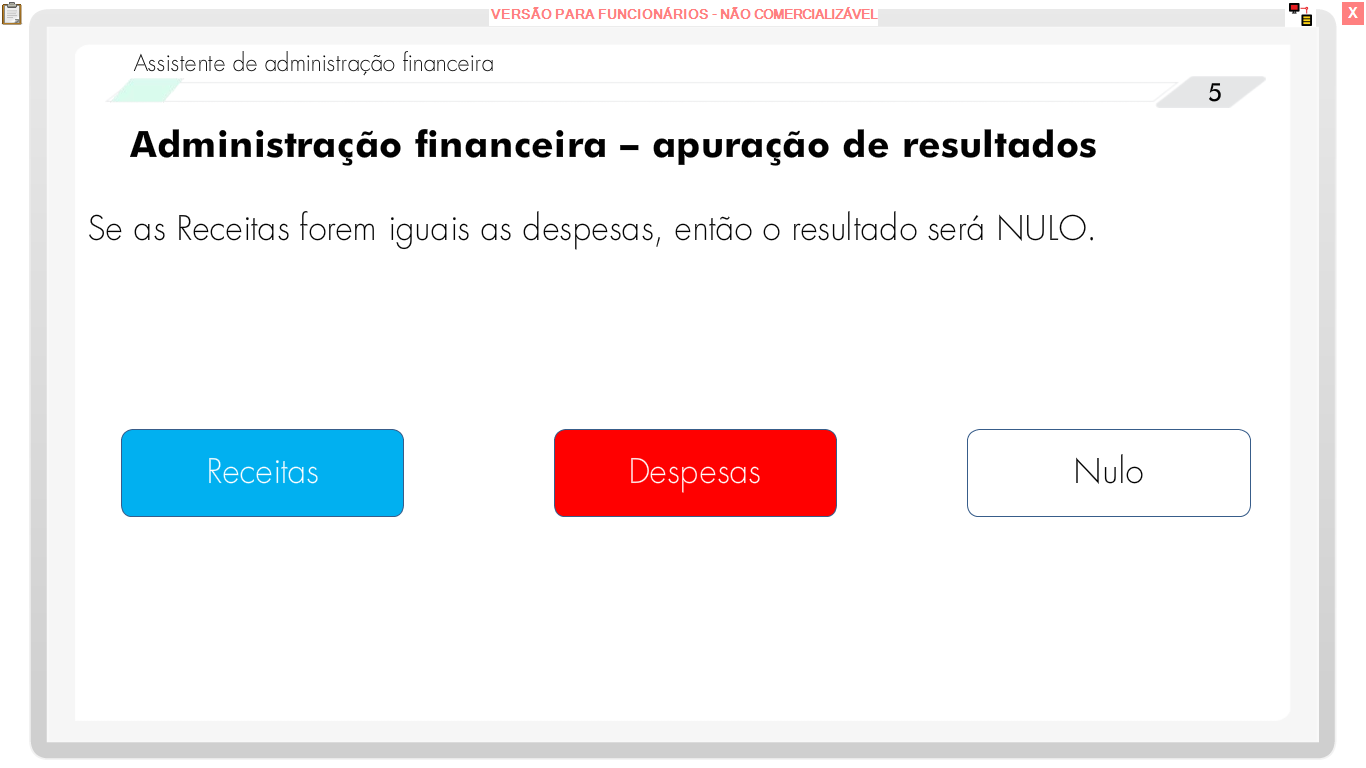 VERSÃO PARA FUNCIONÁRIOS - NÃO COMERCIALIZÁVEL
X
Assistente de administração financeira
5
Administração financeira – apuração de resultados
Se as Receitas forem iguais as despesas, então o resultado será NULO.
Receitas
Despesas
Nulo